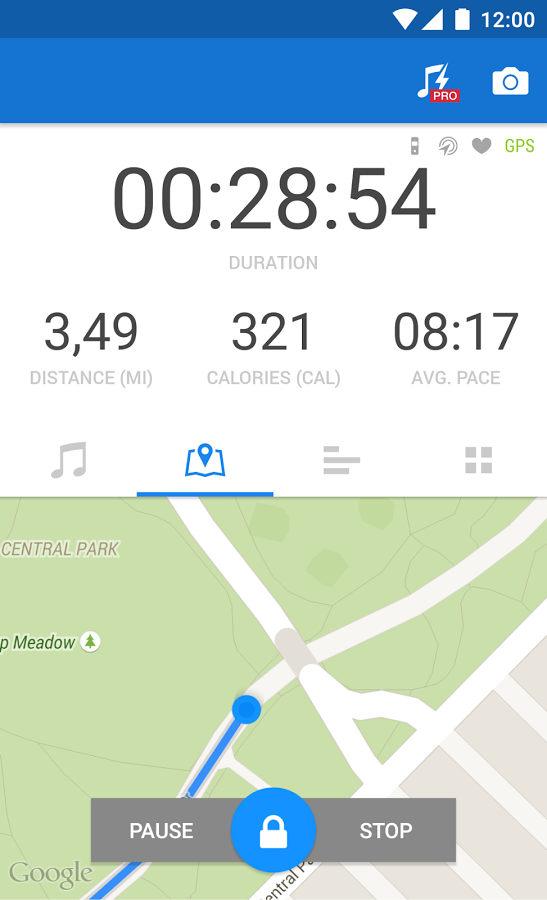 12:00
PRO
GPS
00:28:54
DURATION
3,49 321 08:17
DISTANCE (MI) CALORIES (CAL) AVG. PACE
CENTRAL PARK
p Meadow
PAUSE STOP
Google
entral Pa